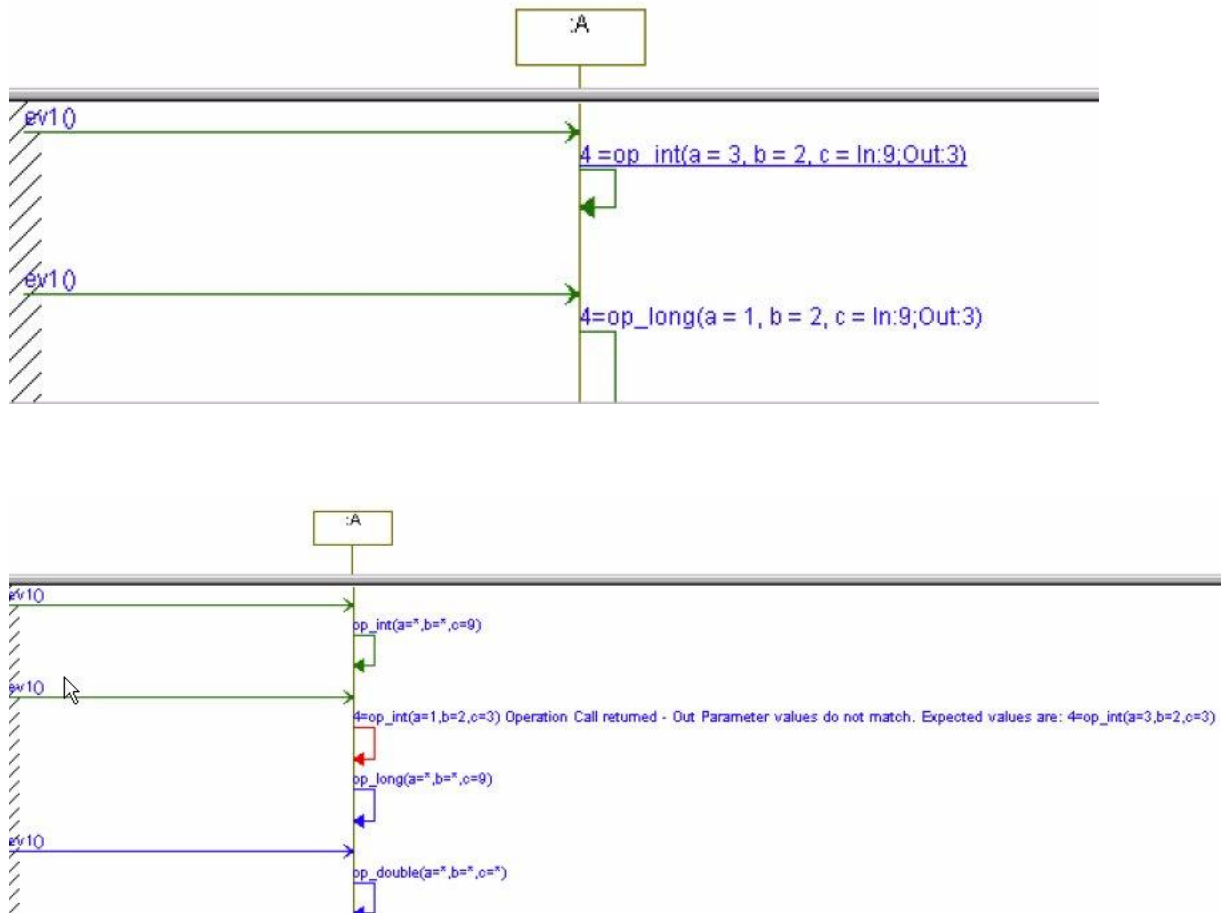 :A
ev1()
4 =op_int(a = 3, b = 2, c = In:9;Out:3)
ev1()
4=op_long(a = 1, b = 2, c = In:9;Out:3)
:A
ev1()
op_int(a=*,b=*,c=9)
ev1()
4=op_int(a=1,b=2,c=3) Operation Call returned - Out Parameter values do not match. Expected values are: 4=op_int(a=3,b=2,c=3)
op_long(a=*,b=*,c=9)
ev1()
op_double(a=*,b=*,c=*)